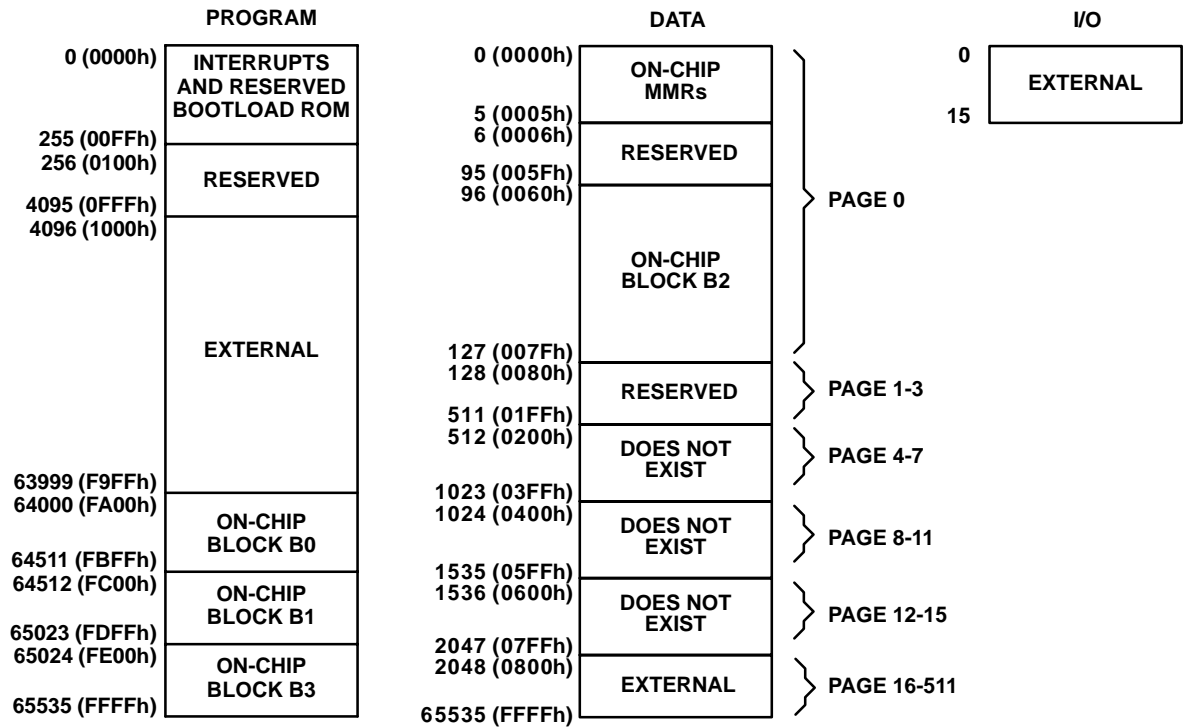 PROGRAM
0 (0000h)
INTERRUPTS
AND RESERVED
BOOTLOAD ROM
255 (00FFh)
256 (0100h)
RESERVED
4095 (0FFFh)
4096 (1000h)
EXTERNAL
63999 (F9FFh)
64000 (FA00h)
ON-CHIP
BLOCK B0
64511 (FBFFh)
64512 (FC00h)
ON-CHIP
BLOCK B1
65023 (FDFFh)
65024 (FE00h)
ON-CHIP
BLOCK B3
65535 (FFFFh)
DATA
0 (0000h)
ON-CHIP
MMRs
5 (0005h)
6 (0006h)
RESERVED
95 (005Fh)
96 (0060h)
ON-CHIP
BLOCK B2
127 (007Fh)
PAGE 0
128 (0080h)
RESERVED
511 (01FFh)
PAGE 1-3
512 (0200h)
DOES NOT
EXIST
1023 (03FFh)
PAGE 4-7
1024 (0400h)
DOES NOT
EXIST
1535 (05FFh)
PAGE 8-11
1536 (0600h)
DOES NOT
EXIST
2047 (07FFh)
PAGE 12-15
2048 (0800h)
EXTERNAL
65535 (FFFFh)
PAGE 16-511
I/O
0
EXTERNAL
15